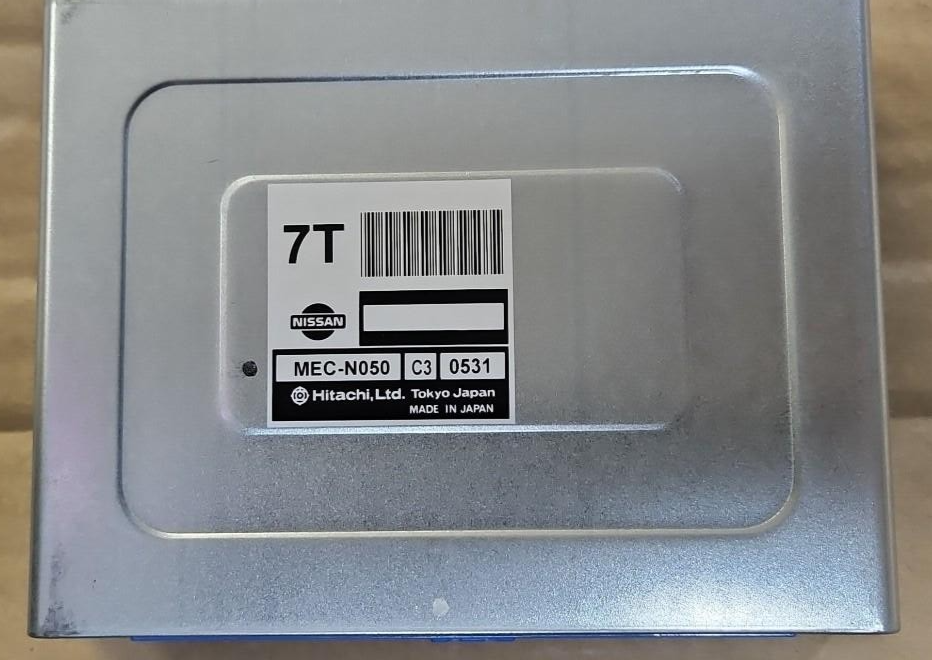 7T
NISSAN
MEC-N050 C3 0531
Hitachi, Ltd. Tokyo Japan
MADE IN JAPAN